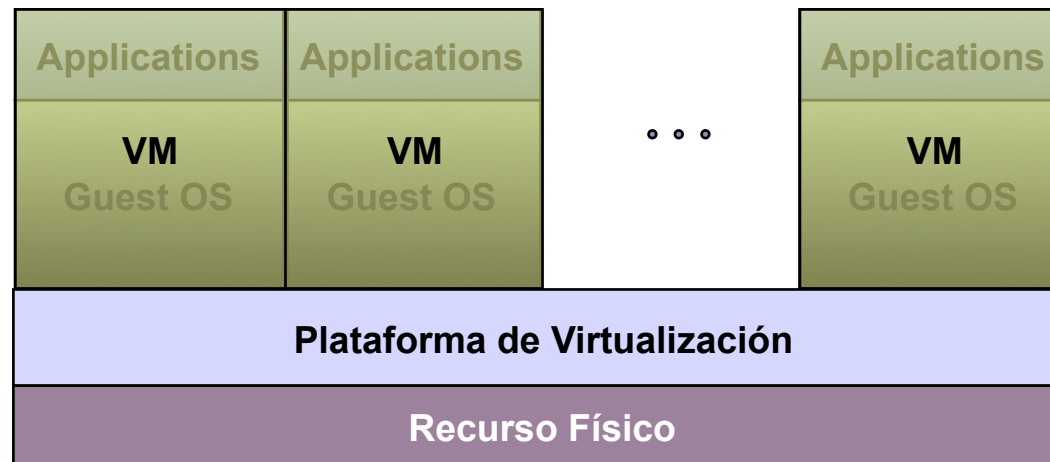 Applications
Applications
Applications
VM
Guest OS
VM
Guest OS
VM
Guest OS
Plataforma de Virtualización
Recurso Físico